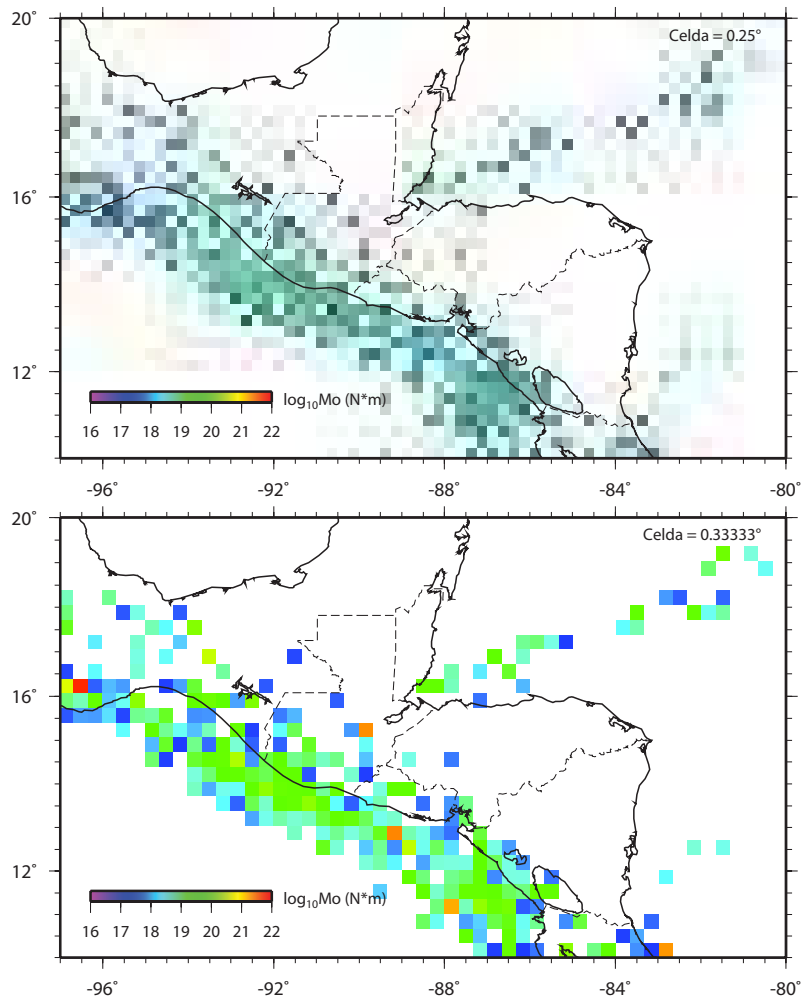 20˚
Celda = 0.25˚
16˚
12˚
log₁₀Mo (N*m)
16 17 18 19 20 21 22
-96˚ -92˚ -88˚ -84˚ -80˚
20˚
Celda = 0.33333˚
16˚
12˚
log₁₀Mo (N*m)
16 17 18 19 20 21 22
-96˚ -92˚ -88˚ -84˚ -80˚